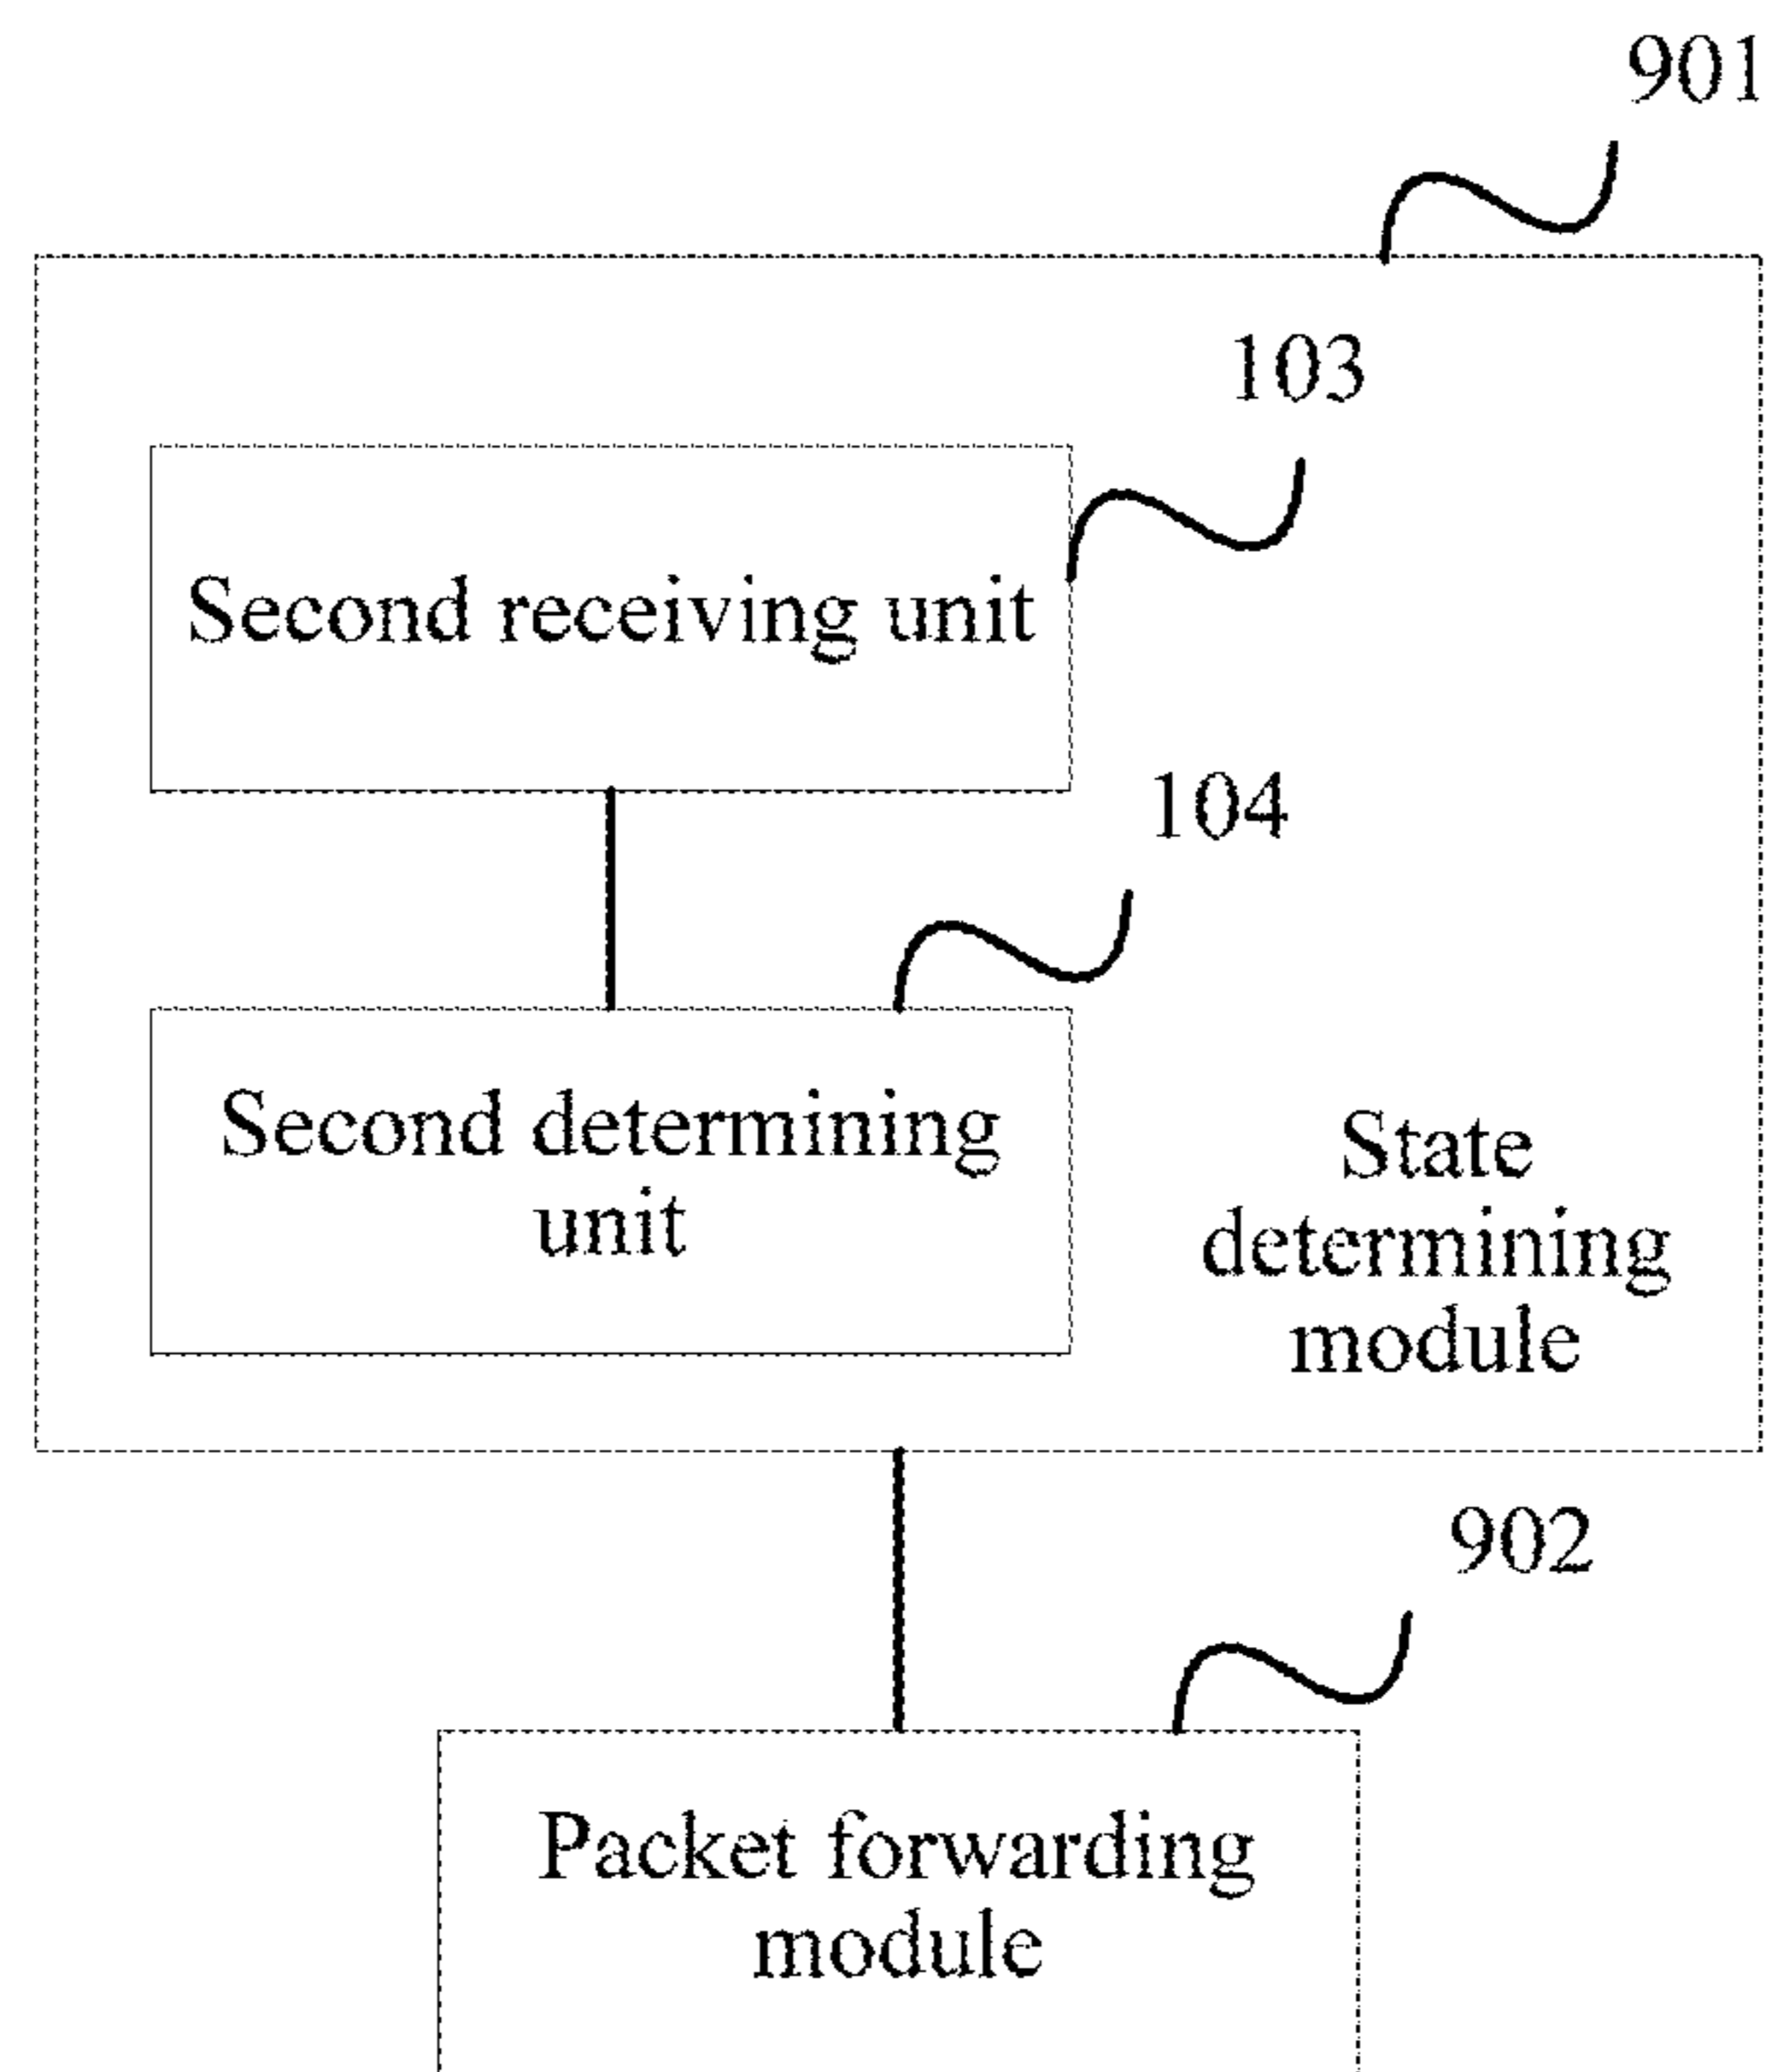 901
103
Second receiving unit
104
Second determining
unit
State
determining
module
902
Packet forwarding
module